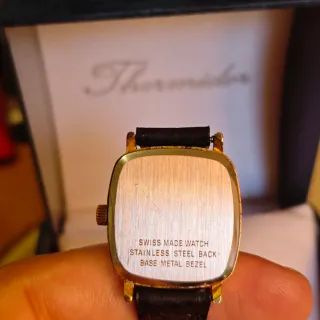 Thermidor
SWISS MADE WATCH
STAINLESS STEEL BACK
BASE METAL BEZEL